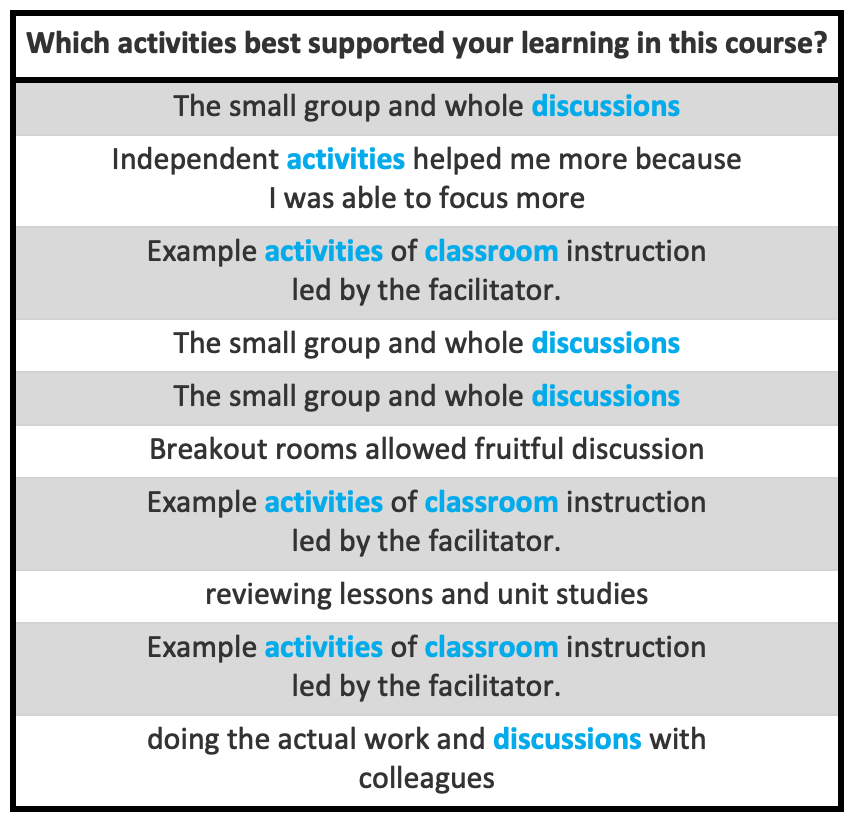 Which activities best supported your learning in this course?
The small group and whole discussions
Independent activities helped me more because
I was able to focus more
Example activities of classroom instruction
led by the facilitator.
The small group and whole discussions
The small group and whole discussions
Breakout rooms allowed fruitful discussion
Example activities of classroom instruction
led by the facilitator.
reviewing lessons and unit studies
Example activities of classroom instruction
led by the facilitator.
doing the actual work and discussions with
colleagues